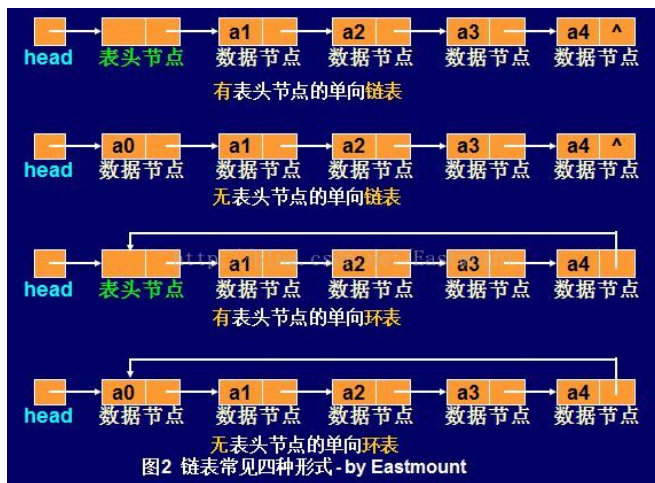 a1 a2 a3 a4 ^
head 表头节点 数据节点 数据节点 数据节点 数据节点
有表头节点的单向链表
a0 a1 a2 a3 a4 ^
head 数据节点 数据节点 数据节点 数据节点 数据节点
无表头节点的单向链表
a1 a2 a3 a4
head 表头节点 数据节点 数据节点 数据节点 数据节点
有表头节点的单向环表
a0 a1 a2 a3 a4
head 数据节点 数据节点 数据节点 数据节点 数据节点
无表头节点的单向环表
图2 链表常见四种形式 - by Eastmount